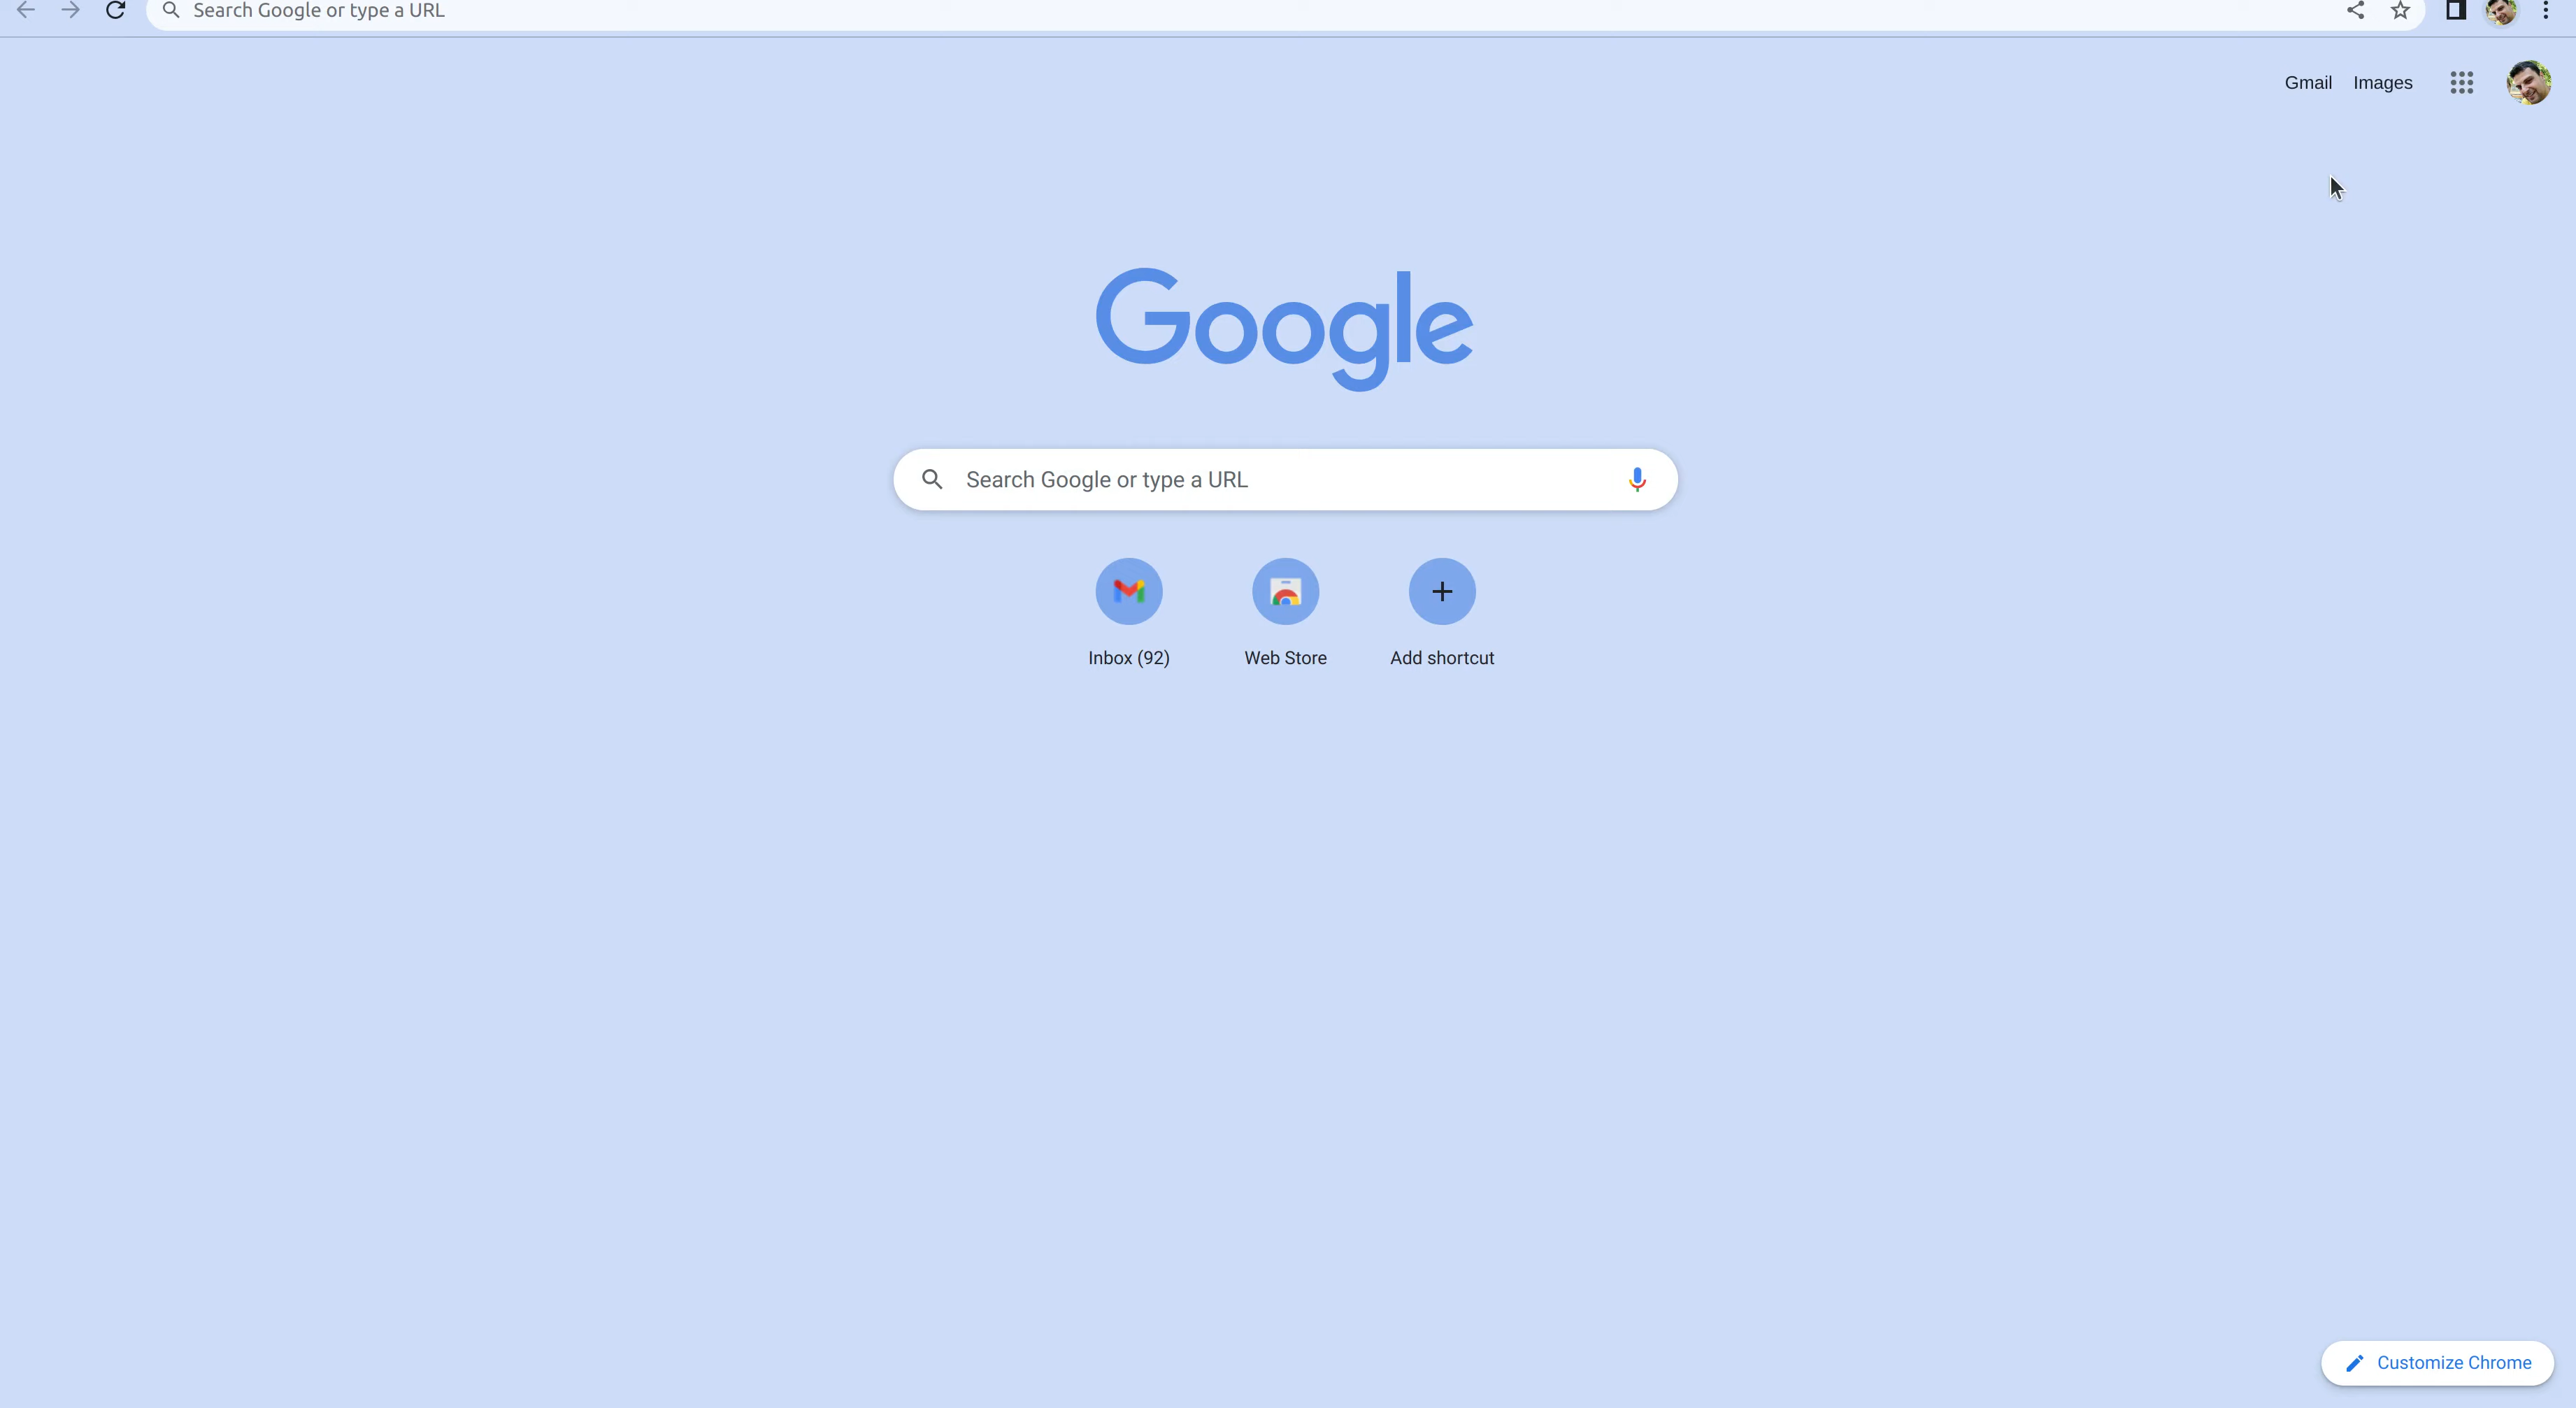 Search Google or type a URL
Gmail Images
Google
Search Google or type a URL
Inbox (92) Web Store Add shortcut
Customize Chrome